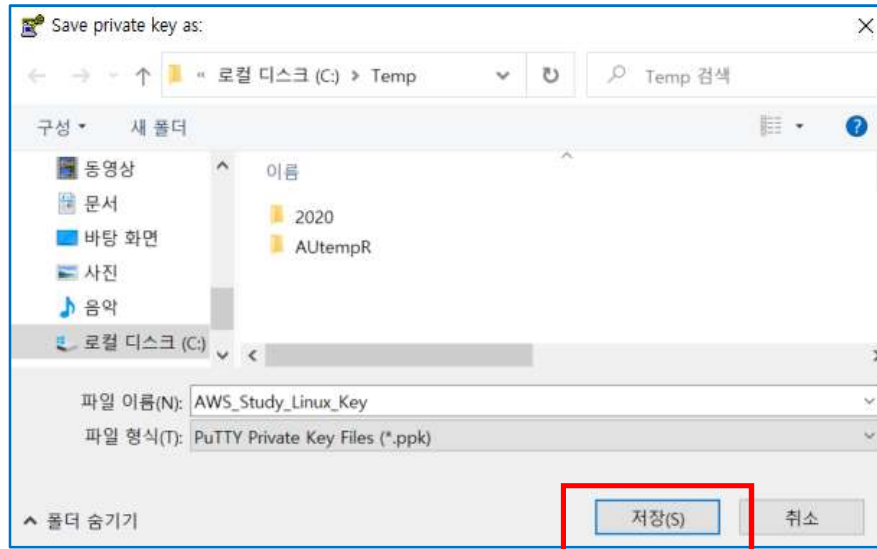 Save private key as:
« 로컬 디스크 (C:) > Temp
Temp 검색
구성
새 폴더
동영상
문서
바탕 화면
사진
음악
로컬 디스크 (C:)
이름
2020
AUtempR
파일 이름(N): AWS_Study_Linux_Key
파일 형식(T): PuTTY Private Key Files (*.ppk)
폴더 숨기기
저장(S)
취소